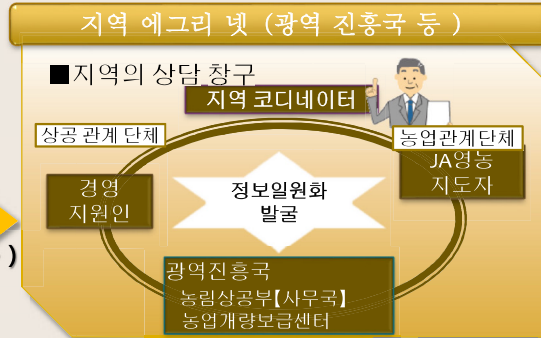 지역 에그리 넷 (광역 진흥국 등 )
■지역의 상담 창구
지역 코디네이터
상공 관계 단체
농업관계단체
경영
지원인
정보일원화
발굴
JA영농
지도자
광역진흥국
농림상공부【사무국】
농업개량보급센터
)